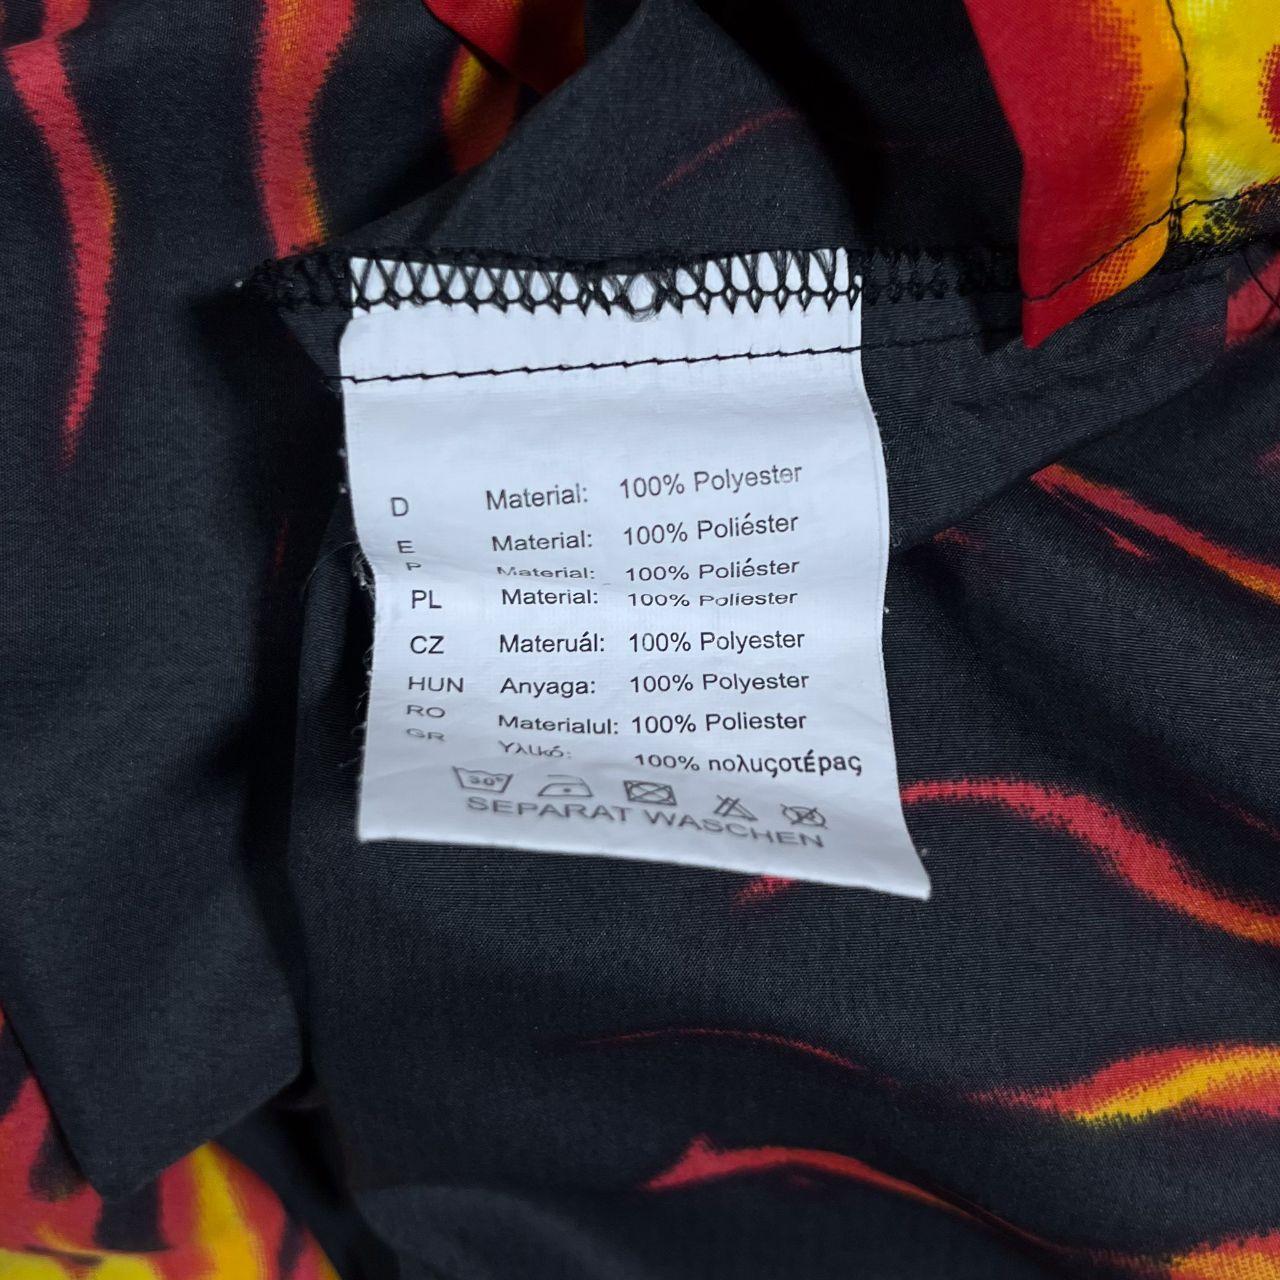 D Material: 100% Polyester
E Material: 100% Poliéster
P Material: 100% Poliéster
PL Material: 100% Poliester
CZ Materuál: 100% Polyester
HUN Anyaga: 100% Polyester
RO Materialul: 100% Poliester
GR Υλικό: 100% πολυςοτέρας
30°
SEPARAT WASCHEN